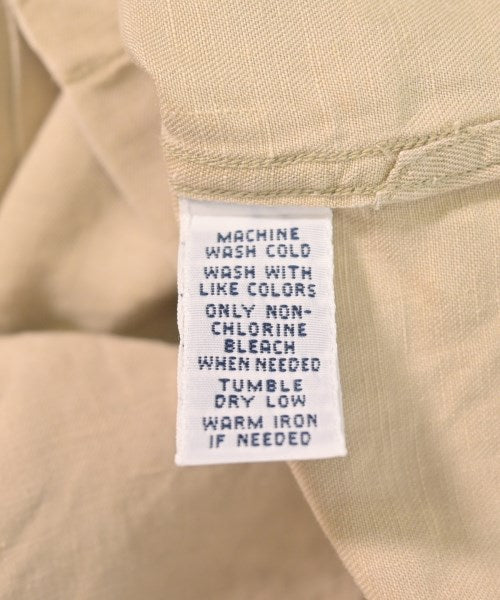 MACHINE
WASH COLD
WASH WITH
LIKE COLORS
ONLY NON-
CHLORINE
BLEACH
WHEN NEEDED
TUMBLE
DRY LOW
WARM IRON
IF NEEDED